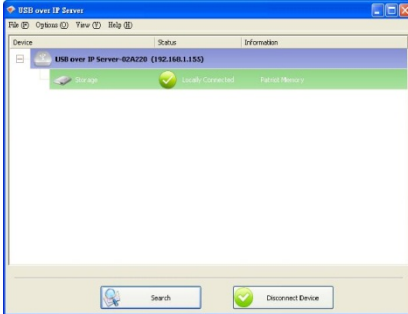 USB over IP Server
File (F) Options (O) View (V) Help (H)
Device Status Information
USB over IP Server-02A220 (192.168.1.155)
Storage Locally Connected Patriot Memory
Search Disconnect Device